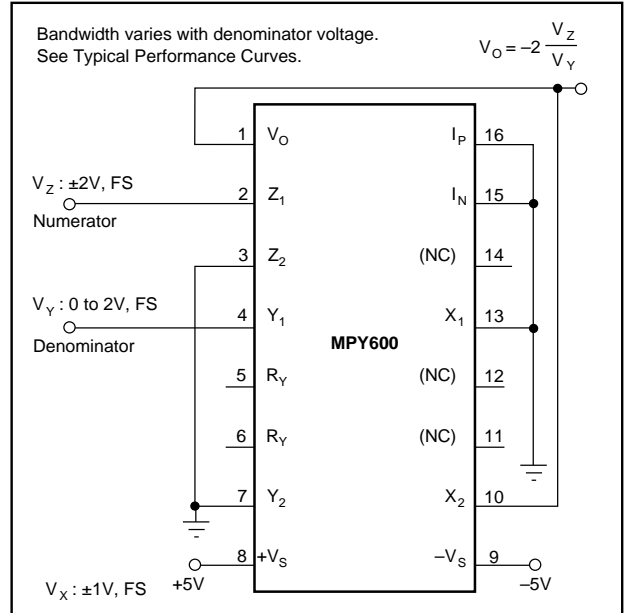 Bandwidth varies with denominator voltage.
See Typical Performance Curves.
V_O = –2 V_Z / V_Y
1 V_O I_P 16
V_Z : ±2V, FS
2 Z_1 I_N 15
Numerator
3 Z_2 (NC) 14
V_Y : 0 to 2V, FS
4 Y_1 X_1 13
Denominator
MPY600
5 R_Y (NC) 12
6 R_Y (NC) 11
7 Y_2 X_2 10
8 +V_S –V_S 9
V_X : ±1V, FS
+5V
–5V